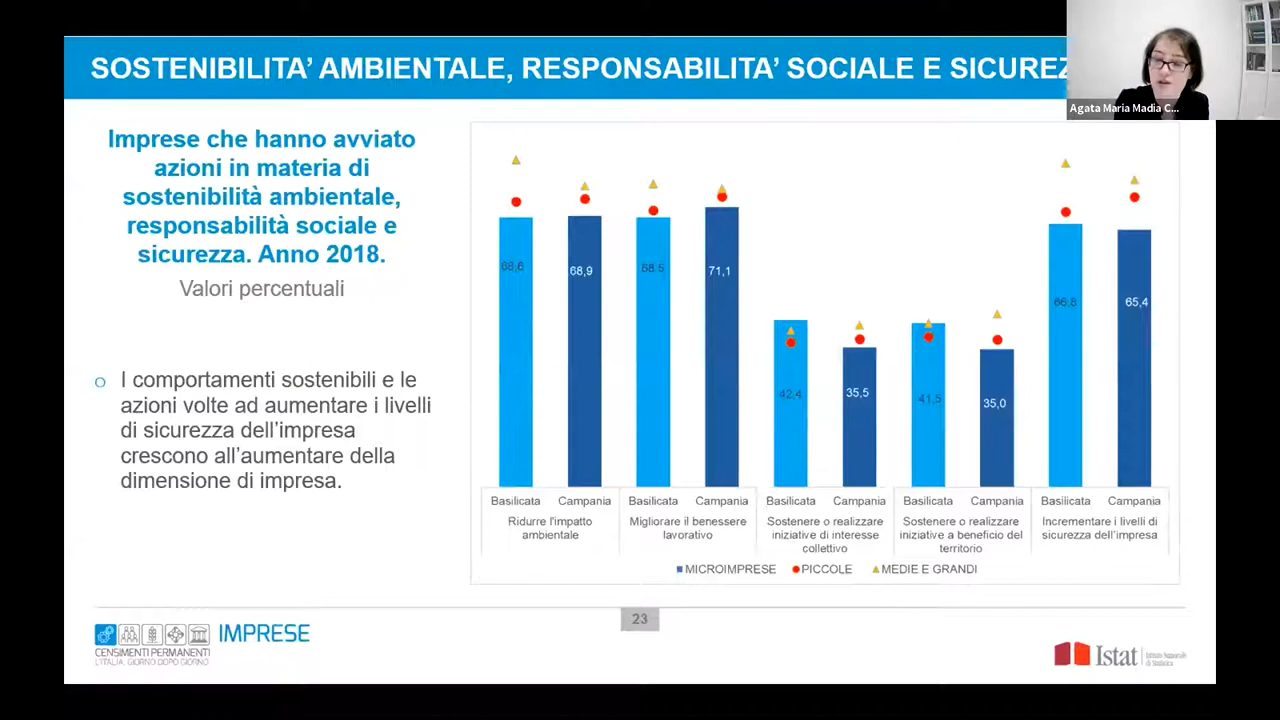 SOSTENIBILITA' AMBIENTALE, RESPONSABILITA' SOCIALE E SICUREZ
Agata Maria Madia C...
Imprese che hanno avviato
azioni in materia di
sostenibilità ambientale,
responsabilità sociale e
sicurezza. Anno 2018.
Valori percentuali
o I comportamenti sostenibili e le
azioni volte ad aumentare i livelli
di sicurezza dell'impresa
crescono all'aumentare della
dimensione di impresa.
68,9
68,5
71,1
42,4
35,5
41,5
35,0
66,8
65,4
Basilicata Campania Basilicata Campania Basilicata Campania Basilicata Campania Basilicata Campania
Ridurre l'impatto
ambientale
Migliorare il benessere
lavorativo
Sostenere o realizzare
iniziative di interesse
collettivo
Sostenere o realizzare
iniziative a beneficio del
territorio
Incrementare i livelli di
sicurezza dell'impresa
MICROIMPRESE PICCOLE MEDIE E GRANDI
23
IMPRESE
CENSIMENTI PERMANENTI
L'ITALIA, GIORNO DOPO GIORNO
Istat
Istituto Nazionale
di Statistica